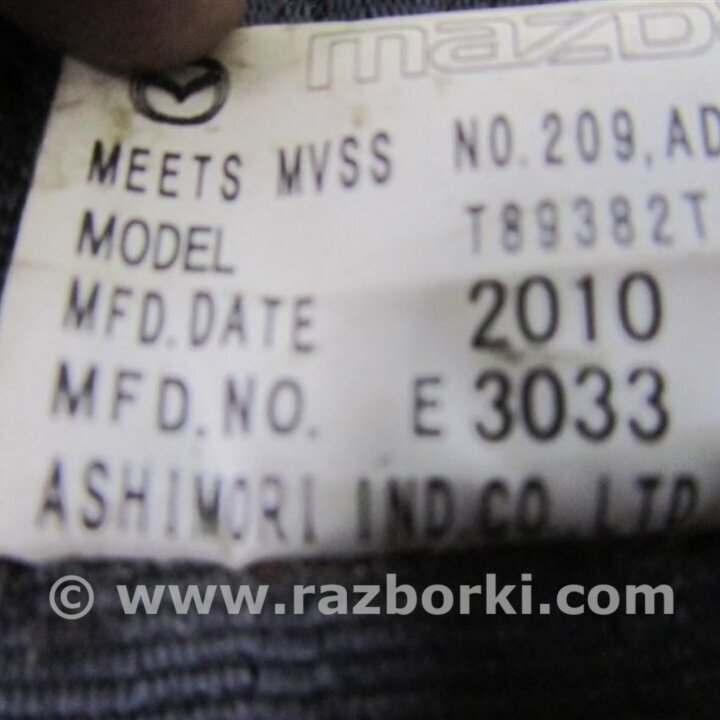 mazD
MEETS MVSS NO.209,AD
MODEL T89382T
MFD.DATE 2010
MFD.NO. E 3033
ASHIMORI IND CO LTD
© www.razborki.com